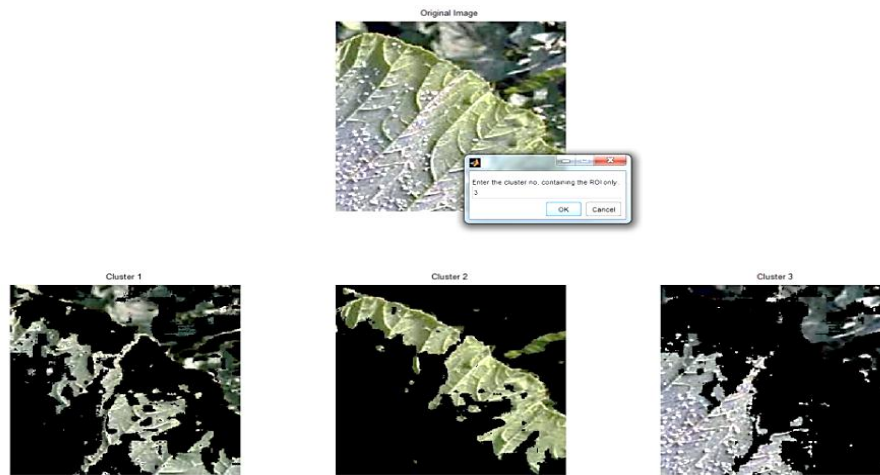 Original Image
Enter the cluster no. containing the ROI only:
3
OK
Cancel
Cluster 1
Cluster 2
Cluster 3